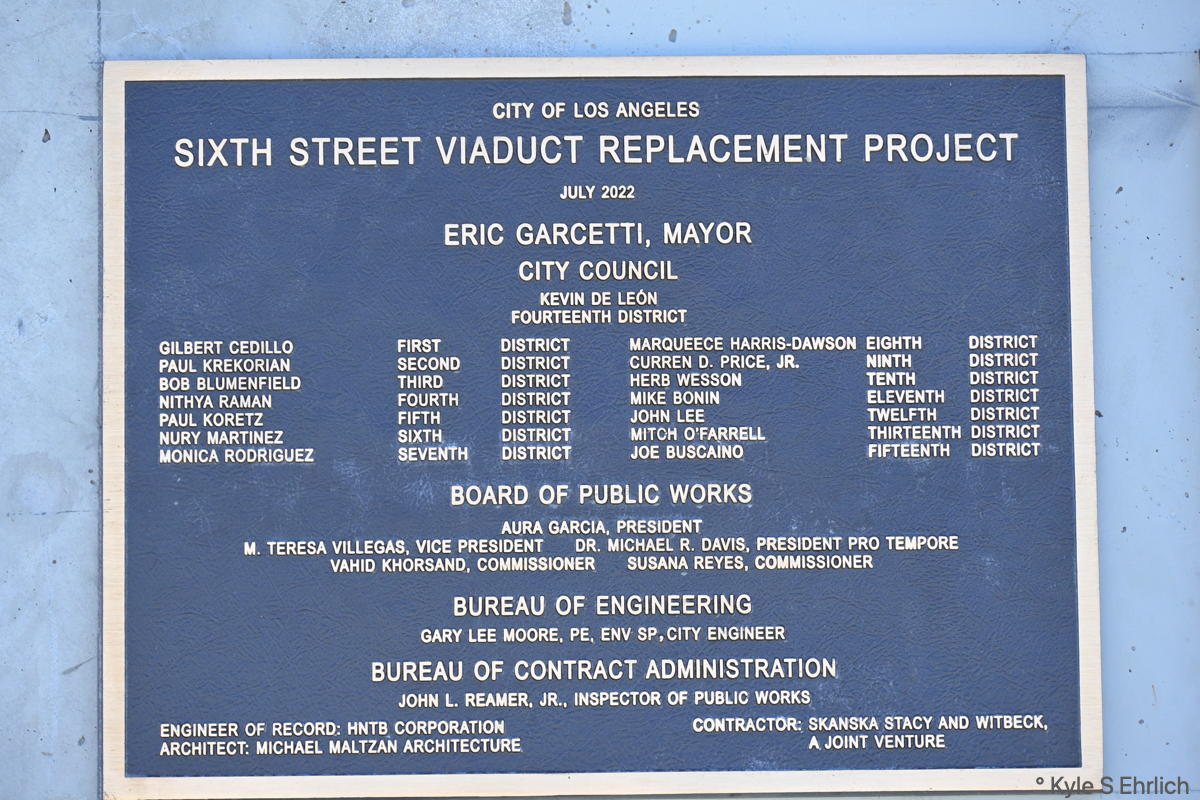 CITY OF LOS ANGELES
SIXTH STREET VIADUCT REPLACEMENT PROJECT
JULY 2022
ERIC GARCETTI, MAYOR
CITY COUNCIL
KEVIN DE LEÓN
FOURTEENTH DISTRICT
GILBERT CEDILLO FIRST DISTRICT MARQUEECE HARRIS-DAWSON EIGHTH DISTRICT
PAUL KREKORIAN SECOND DISTRICT CURREN D. PRICE, JR. NINTH DISTRICT
BOB BLUMENFIELD THIRD DISTRICT HERB WESSON TENTH DISTRICT
NITHYA RAMAN FOURTH DISTRICT MIKE BONIN ELEVENTH DISTRICT
PAUL KORETZ FIFTH DISTRICT JOHN LEE TWELFTH DISTRICT
NURY MARTINEZ SIXTH DISTRICT MITCH O'FARRELL THIRTEENTH DISTRICT
MONICA RODRIGUEZ SEVENTH DISTRICT JOE BUSCAINO FIFTEENTH DISTRICT
BOARD OF PUBLIC WORKS
AURA GARCIA, PRESIDENT
M. TERESA VILLEGAS, VICE PRESIDENT DR. MICHAEL R. DAVIS, PRESIDENT PRO TEMPORE
VAHID KHORSAND, COMMISSIONER SUSANA REYES, COMMISSIONER
BUREAU OF ENGINEERING
GARY LEE MOORE, PE, ENV SP, CITY ENGINEER
BUREAU OF CONTRACT ADMINISTRATION
JOHN L. REAMER, JR., INSPECTOR OF PUBLIC WORKS
ENGINEER OF RECORD: HNTB CORPORATION CONTRACTOR: SKANSKA STACY AND WITBECK,
ARCHITECT: MICHAEL MALTZAN ARCHITECTURE A JOINT VENTURE
° Kyle S Ehrlich